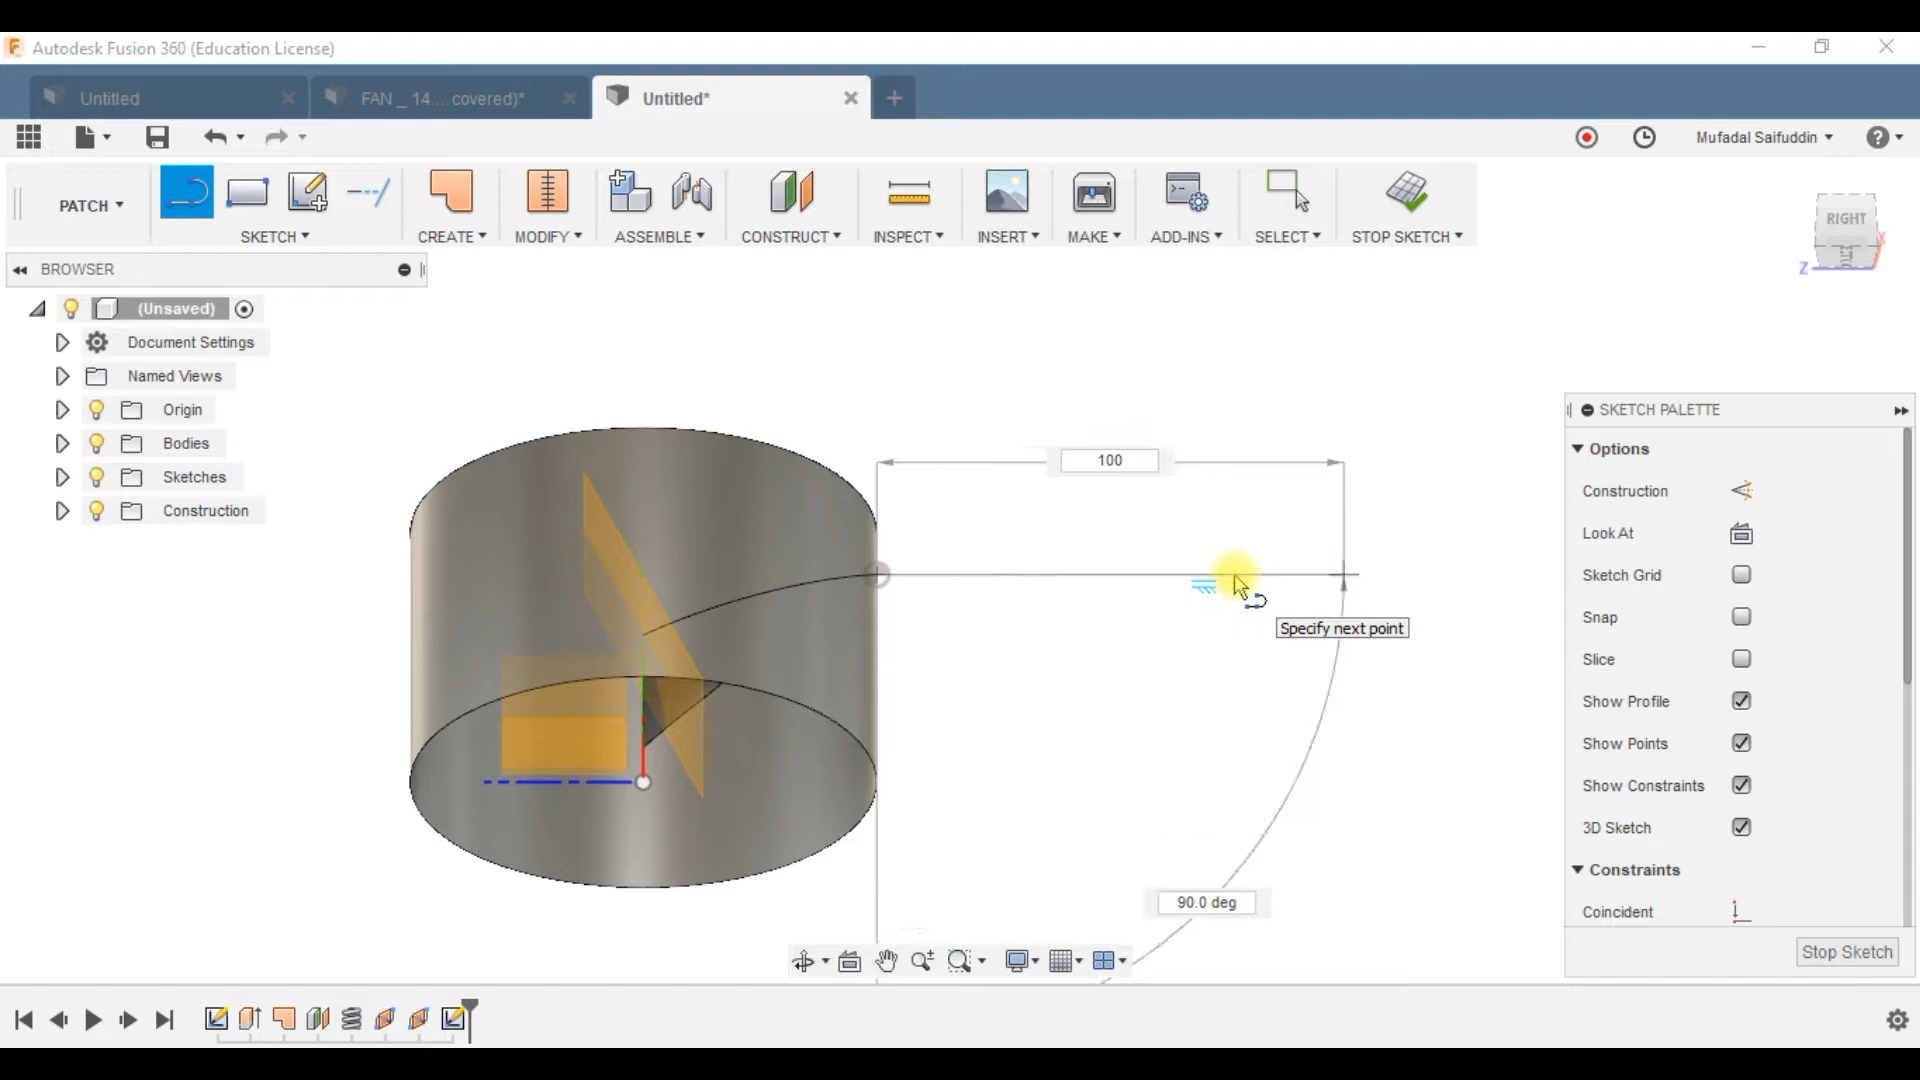 Autodesk Fusion 360 (Education License)
Untitled
FAN _ 14....covered)*
Untitled*
Mufadal Saifuddin
PATCH
SKETCH
CREATE
MODIFY
ASSEMBLE
CONSTRUCT
INSPECT
INSERT
MAKE
ADD-INS
SELECT
STOP SKETCH
RIGHT
X
Z
BROWSER
(Unsaved)
Document Settings
Named Views
Origin
Bodies
Sketches
Construction
100
Specify next point
90.0 deg
SKETCH PALETTE
Options
Construction
Look At
Sketch Grid
Snap
Slice
Show Profile
Show Points
Show Constraints
3D Sketch
Constraints
Coincident
Stop Sketch